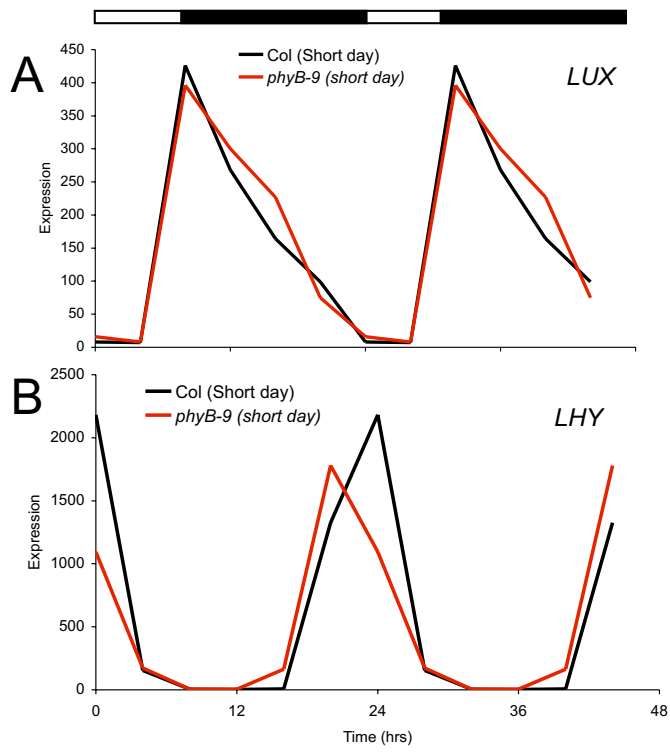 A
Col (Short day)
phyB-9 (short day)
LUX
Expression
450
400
350
300
250
200
150
100
50
0
B
Col (Short day)
phyB-9 (short day)
LHY
Expression
2500
2000
1500
1000
500
0
0 12 24 36 48
Time (hrs)